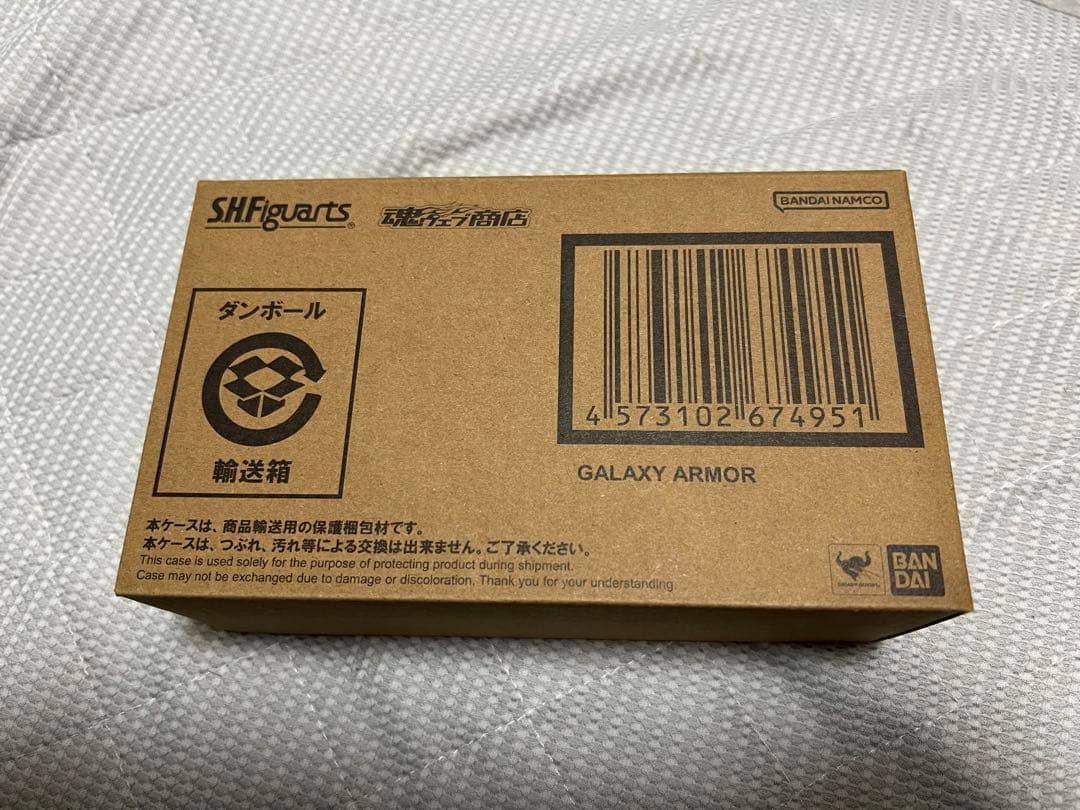 S.H.Figuarts®
魂ウェブ商店
BANDAI NAMCO
ダンボール
輸送箱
4 573102 674951
GALAXY ARMOR
本ケースは、商品輸送用の保護梱包材です。
本ケースは、つぶれ、汚れ等による交換は出来ません。ご了承ください。
This case is used solely for the purpose of protecting product during shipment.
Case may not be exchanged due to damage or discoloration. Thank you for your understanding.
BAN
DAI